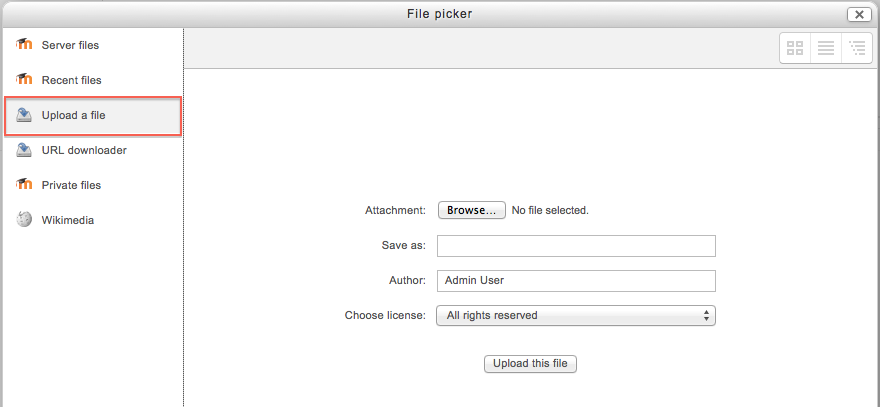 File picker
Server files
Recent files
Upload a file
URL downloader
Private files
Wikimedia
Attachment: Browse... No file selected.
Save as:
Author: Admin User
Choose license: All rights reserved
Upload this file